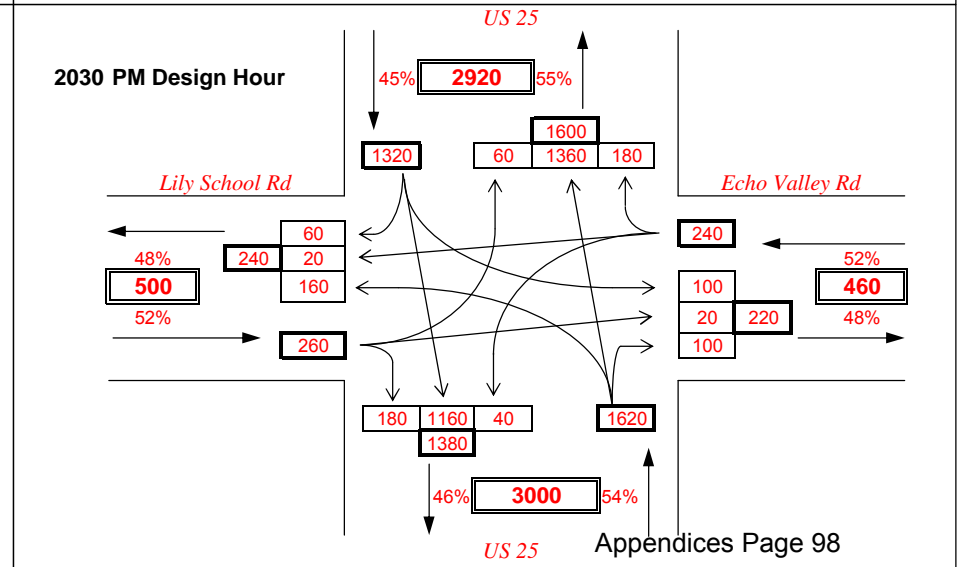 US 25
2030 PM Design Hour
45% 2920 55%
1600
1320 60 1360 180
Lily School Rd Echo Valley Rd
60 240
48% 240 20 52%
500 160 100 460
52% 20 220 48%
260 100
180 1160 40 1620
1380
46% 3000 54%
US 25 Appendices Page 98